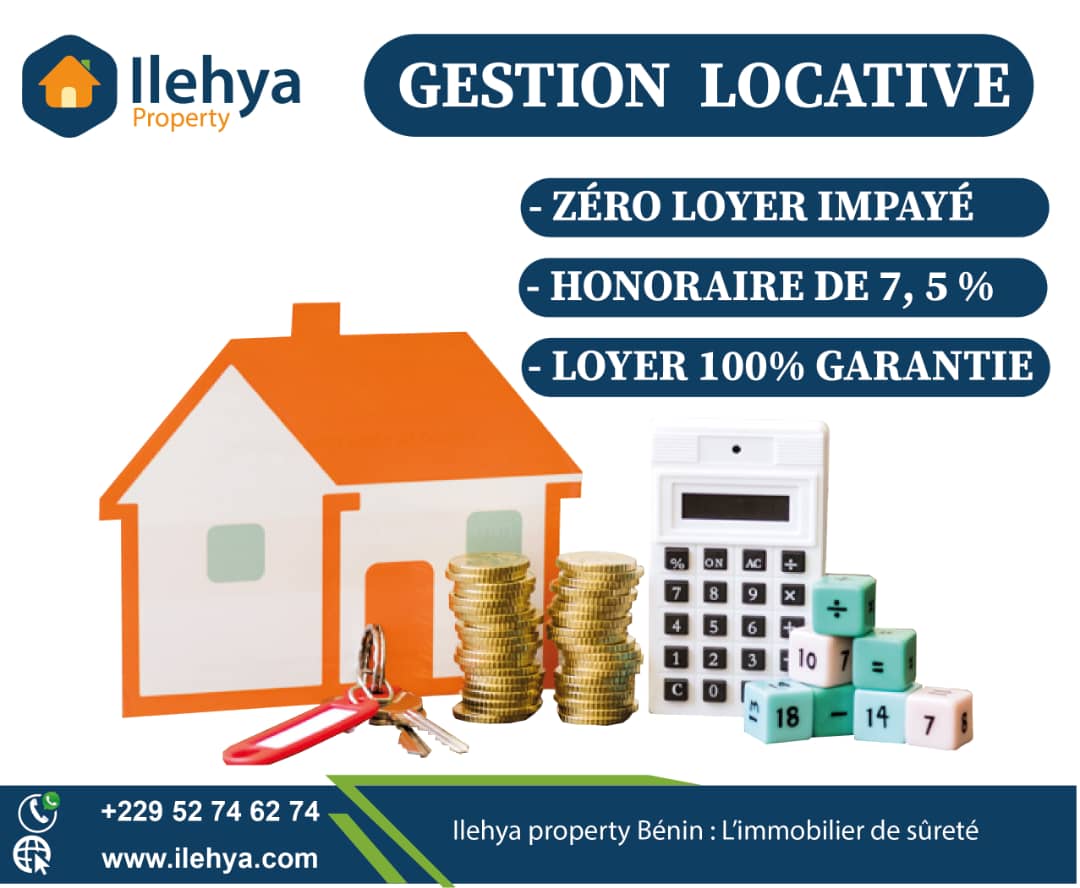 Ilehya
Property
GESTION LOCATIVE
- ZÉRO LOYER IMPAYÉ
- HONORAIRE DE 7, 5 %
- LOYER 100% GARANTIE
% ON AC ÷
7 8 9 x
4 5 6 +
1 2 3 -
C 0
÷
10 7 =
18 - 14 7 8
+229 52 74 62 74
www.ilehya.com
Ilehya property Bénin : L'immobilier de sûreté